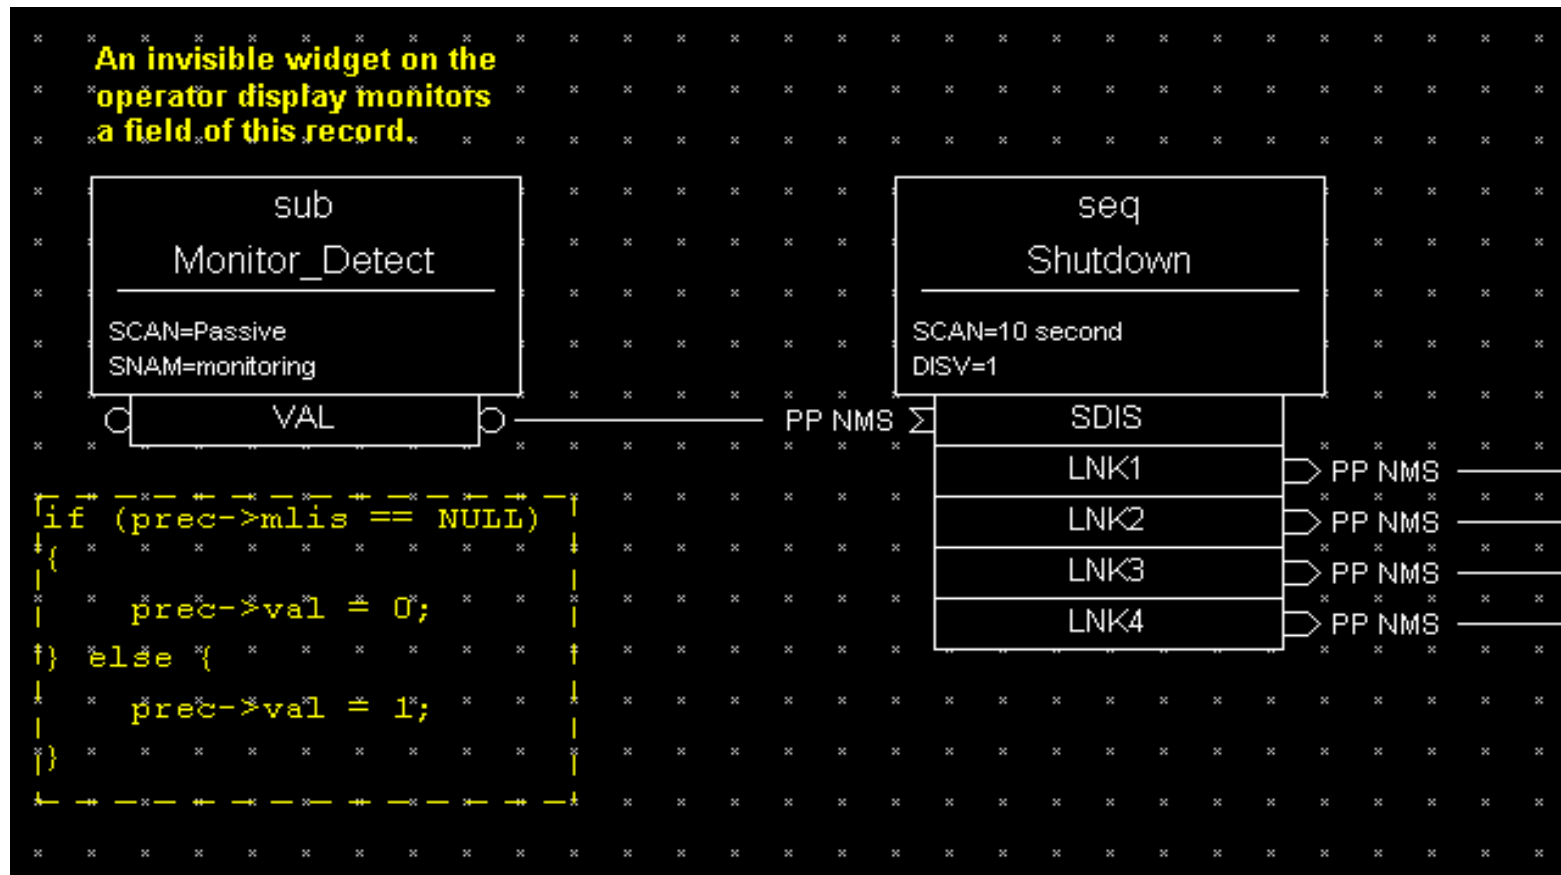 An invisible widget on the
operator display monitors
a field of this record.
sub
Monitor_Detect
SCAN=Passive
SNAM=monitoring
VAL
if (prec->mlis == NULL)
{
prec->val = 0;
} else {
prec->val = 1;
}
seq
Shutdown
SCAN=10 second
DISV=1
PP NMS
SDIS
LNK1
PP NMS
LNK2
PP NMS
LNK3
PP NMS
LNK4
PP NMS